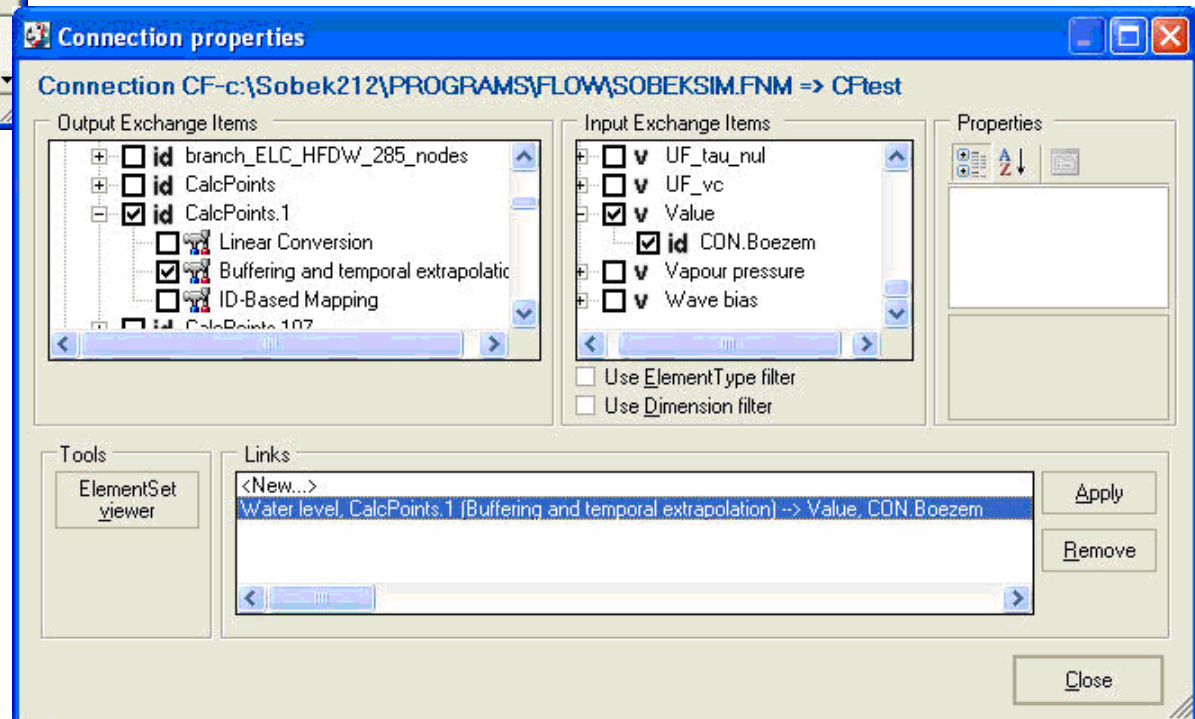 Connection properties
Connection CF-c:\Sobek212\PROGRAMS\FLOW\SOBEKSIM.FNM => CFtest
Output Exchange Items
id branch_ELC_HFDW_285_nodes
id CalcPoints
id CalcPoints.1
Linear Conversion
Buffering and temporal extrapolatic
ID-Based Mapping
id CalcPoints.107
Input Exchange Items
v UF_tau_nul
v UF_vc
v Value
id CON.Boezem
v Vapour pressure
v Wave bias
Use ElementType filter
Use Dimension filter
Properties
Tools
ElementSet
viewer
Links
<New...>
Water level, CalcPoints.1 (Buffering and temporal extrapolation) --> Value, CON.Boezem
Apply
Remove
Close